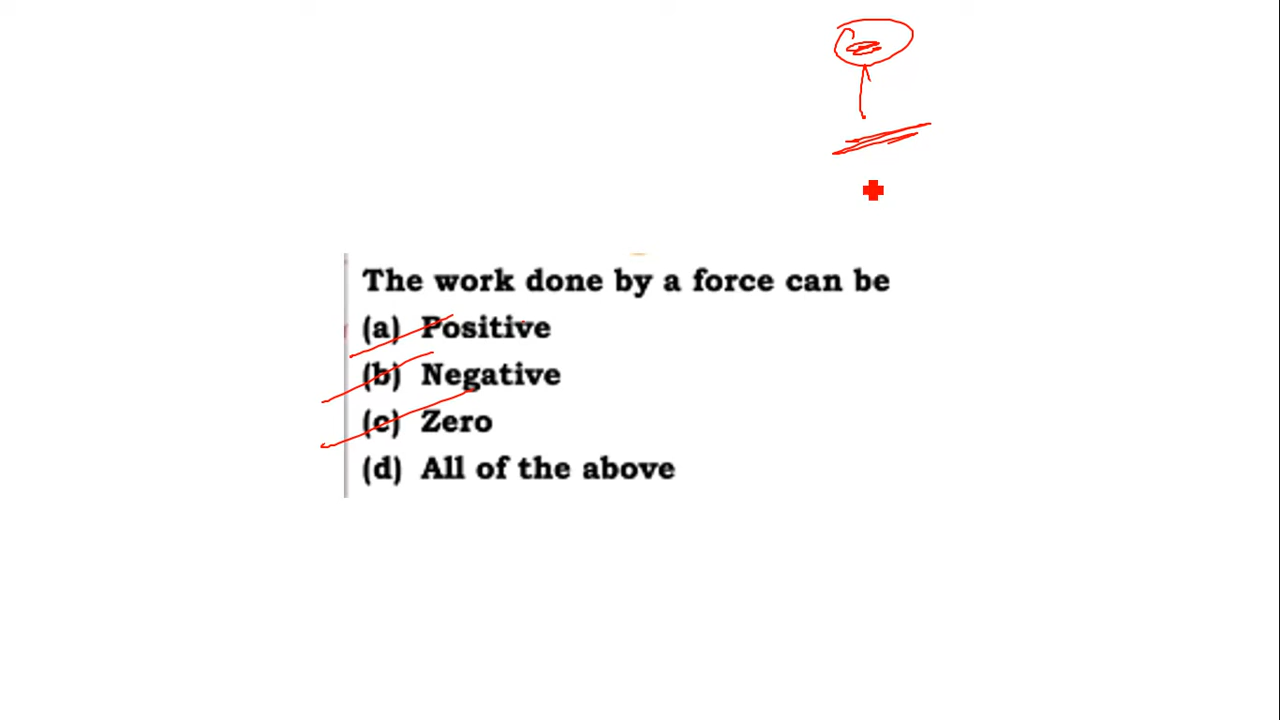 The work done by a force can be
(a) Positive
(b) Negative
(c) Zero
(d) All of the above